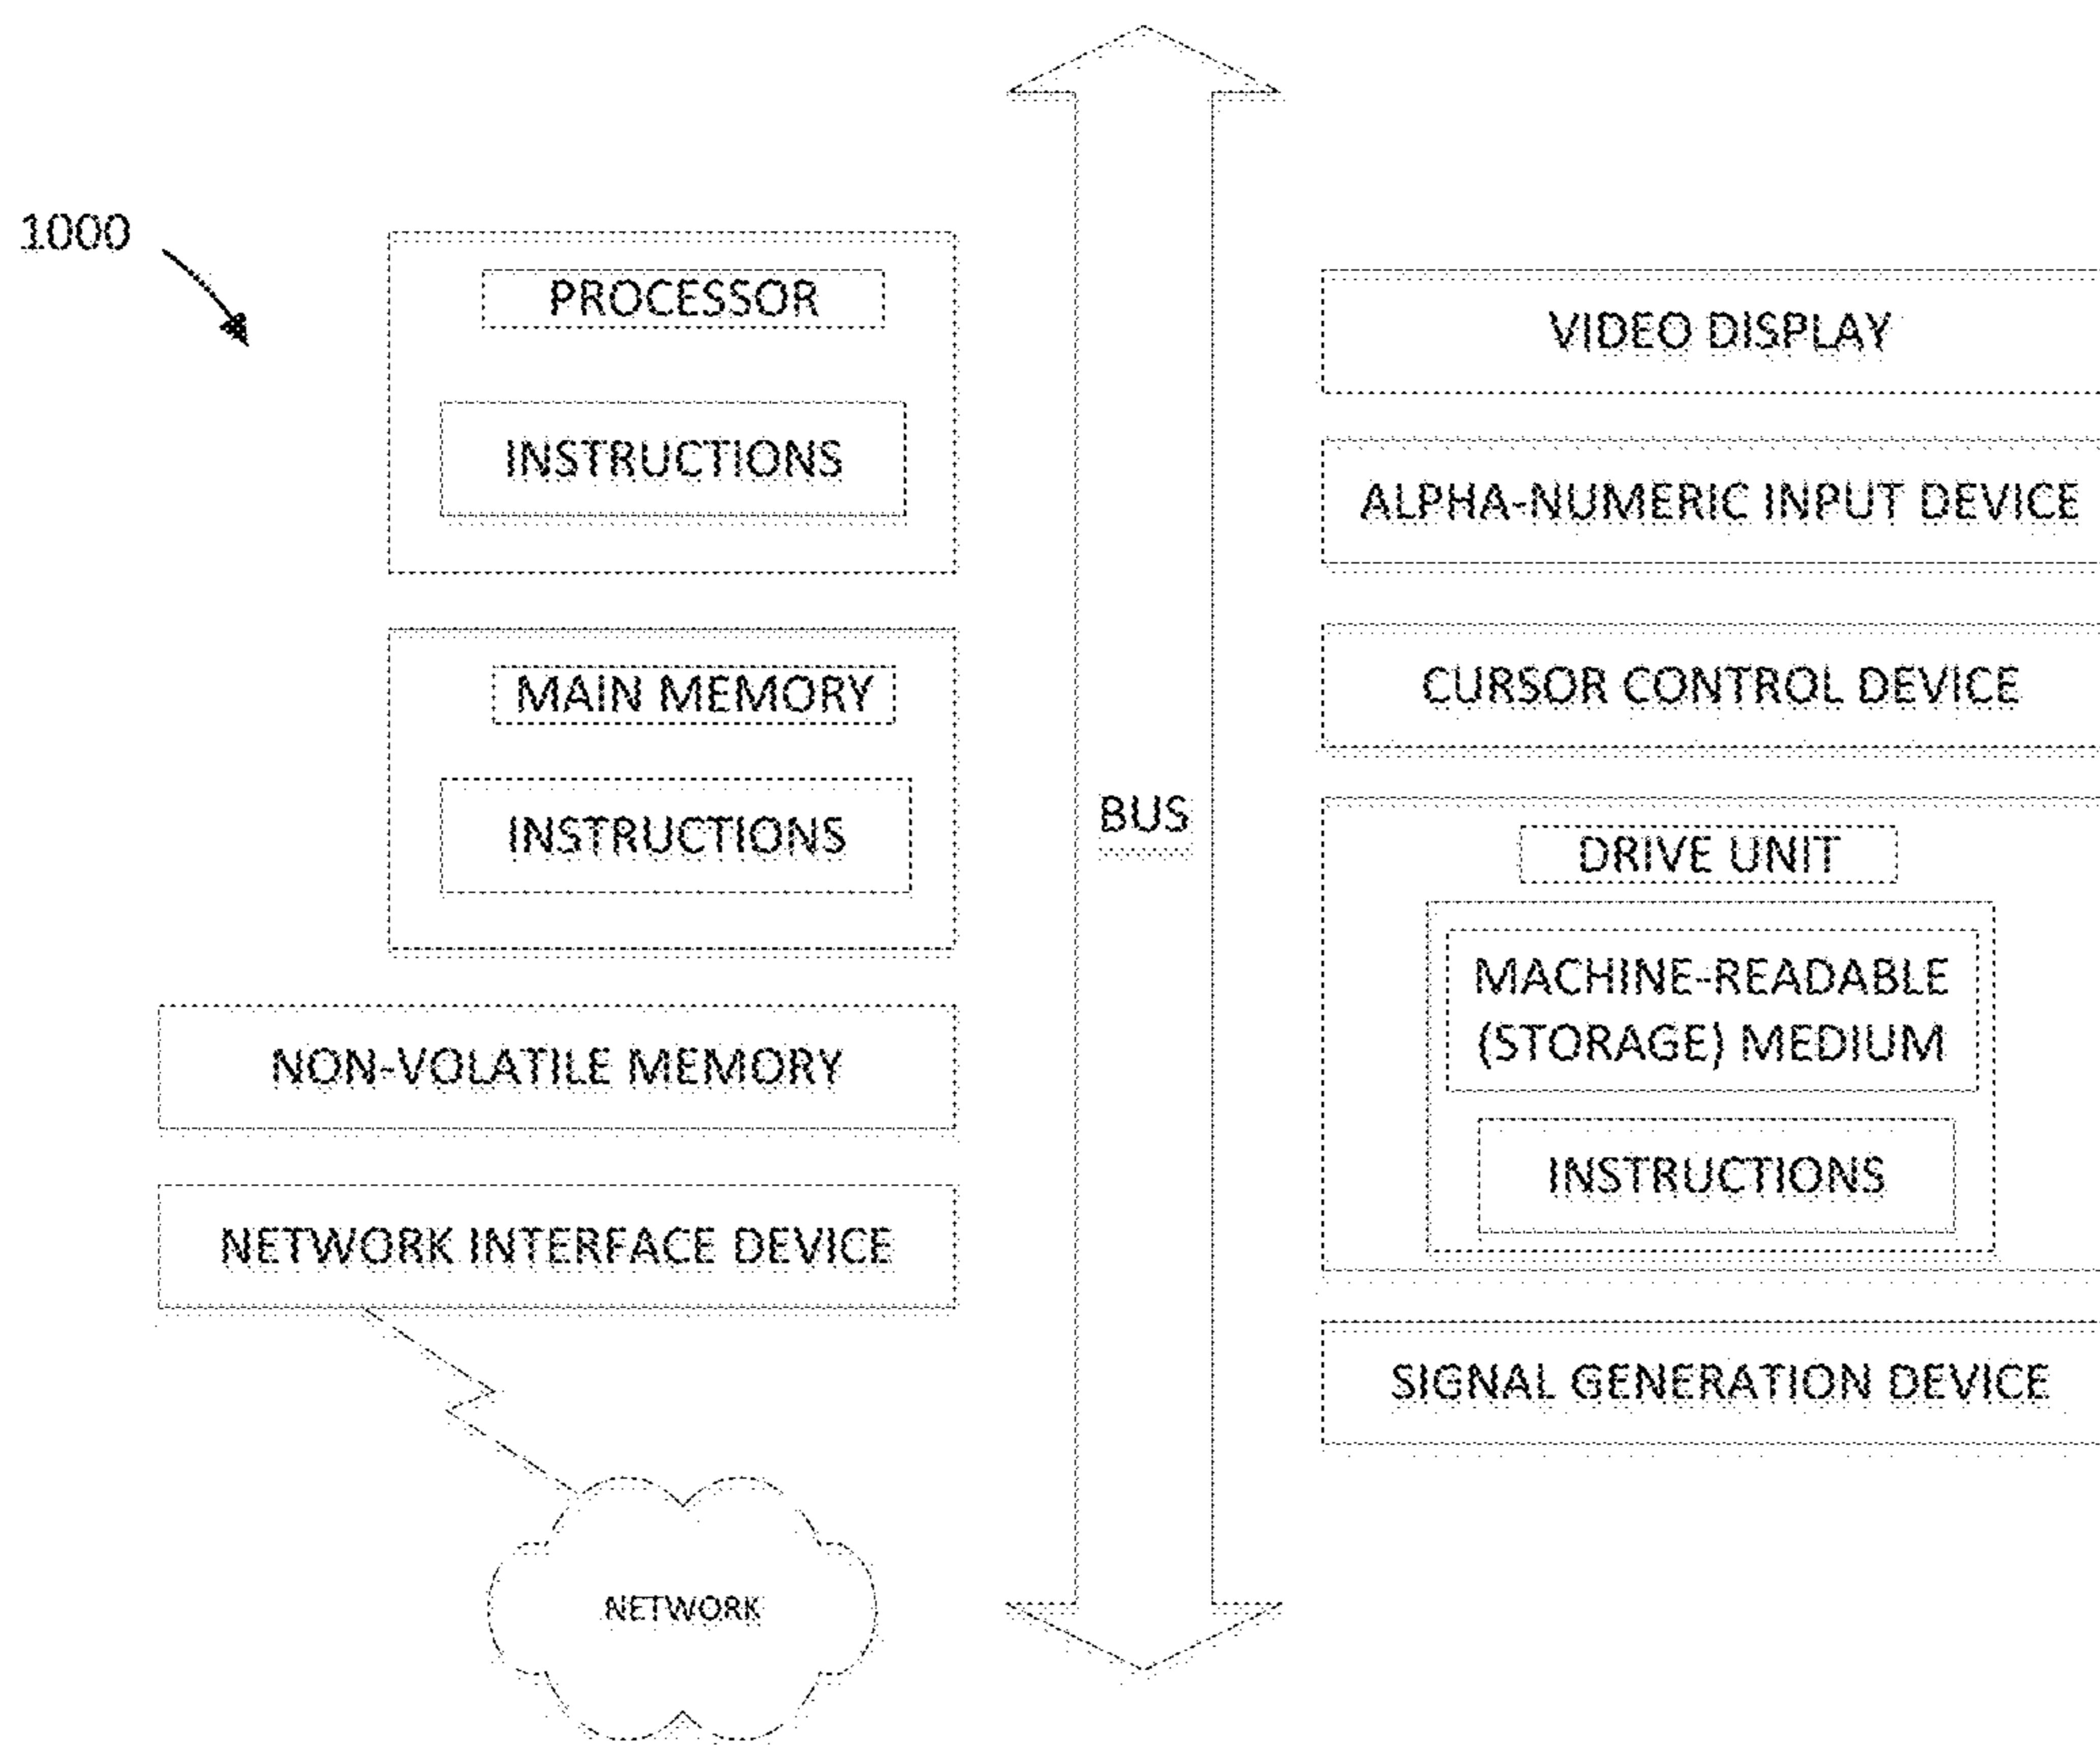 1000
PROCESSOR
INSTRUCTIONS
MAIN MEMORY
INSTRUCTIONS
NON-VOLATILE MEMORY
NETWORK INTERFACE DEVICE
NETWORK
BUS
VIDEO DISPLAY
ALPHA-NUMERIC INPUT DEVICE
CURSOR CONTROL DEVICE
DRIVE UNIT
MACHINE-READABLE
(STORAGE) MEDIUM
INSTRUCTIONS
SIGNAL GENERATION DEVICE